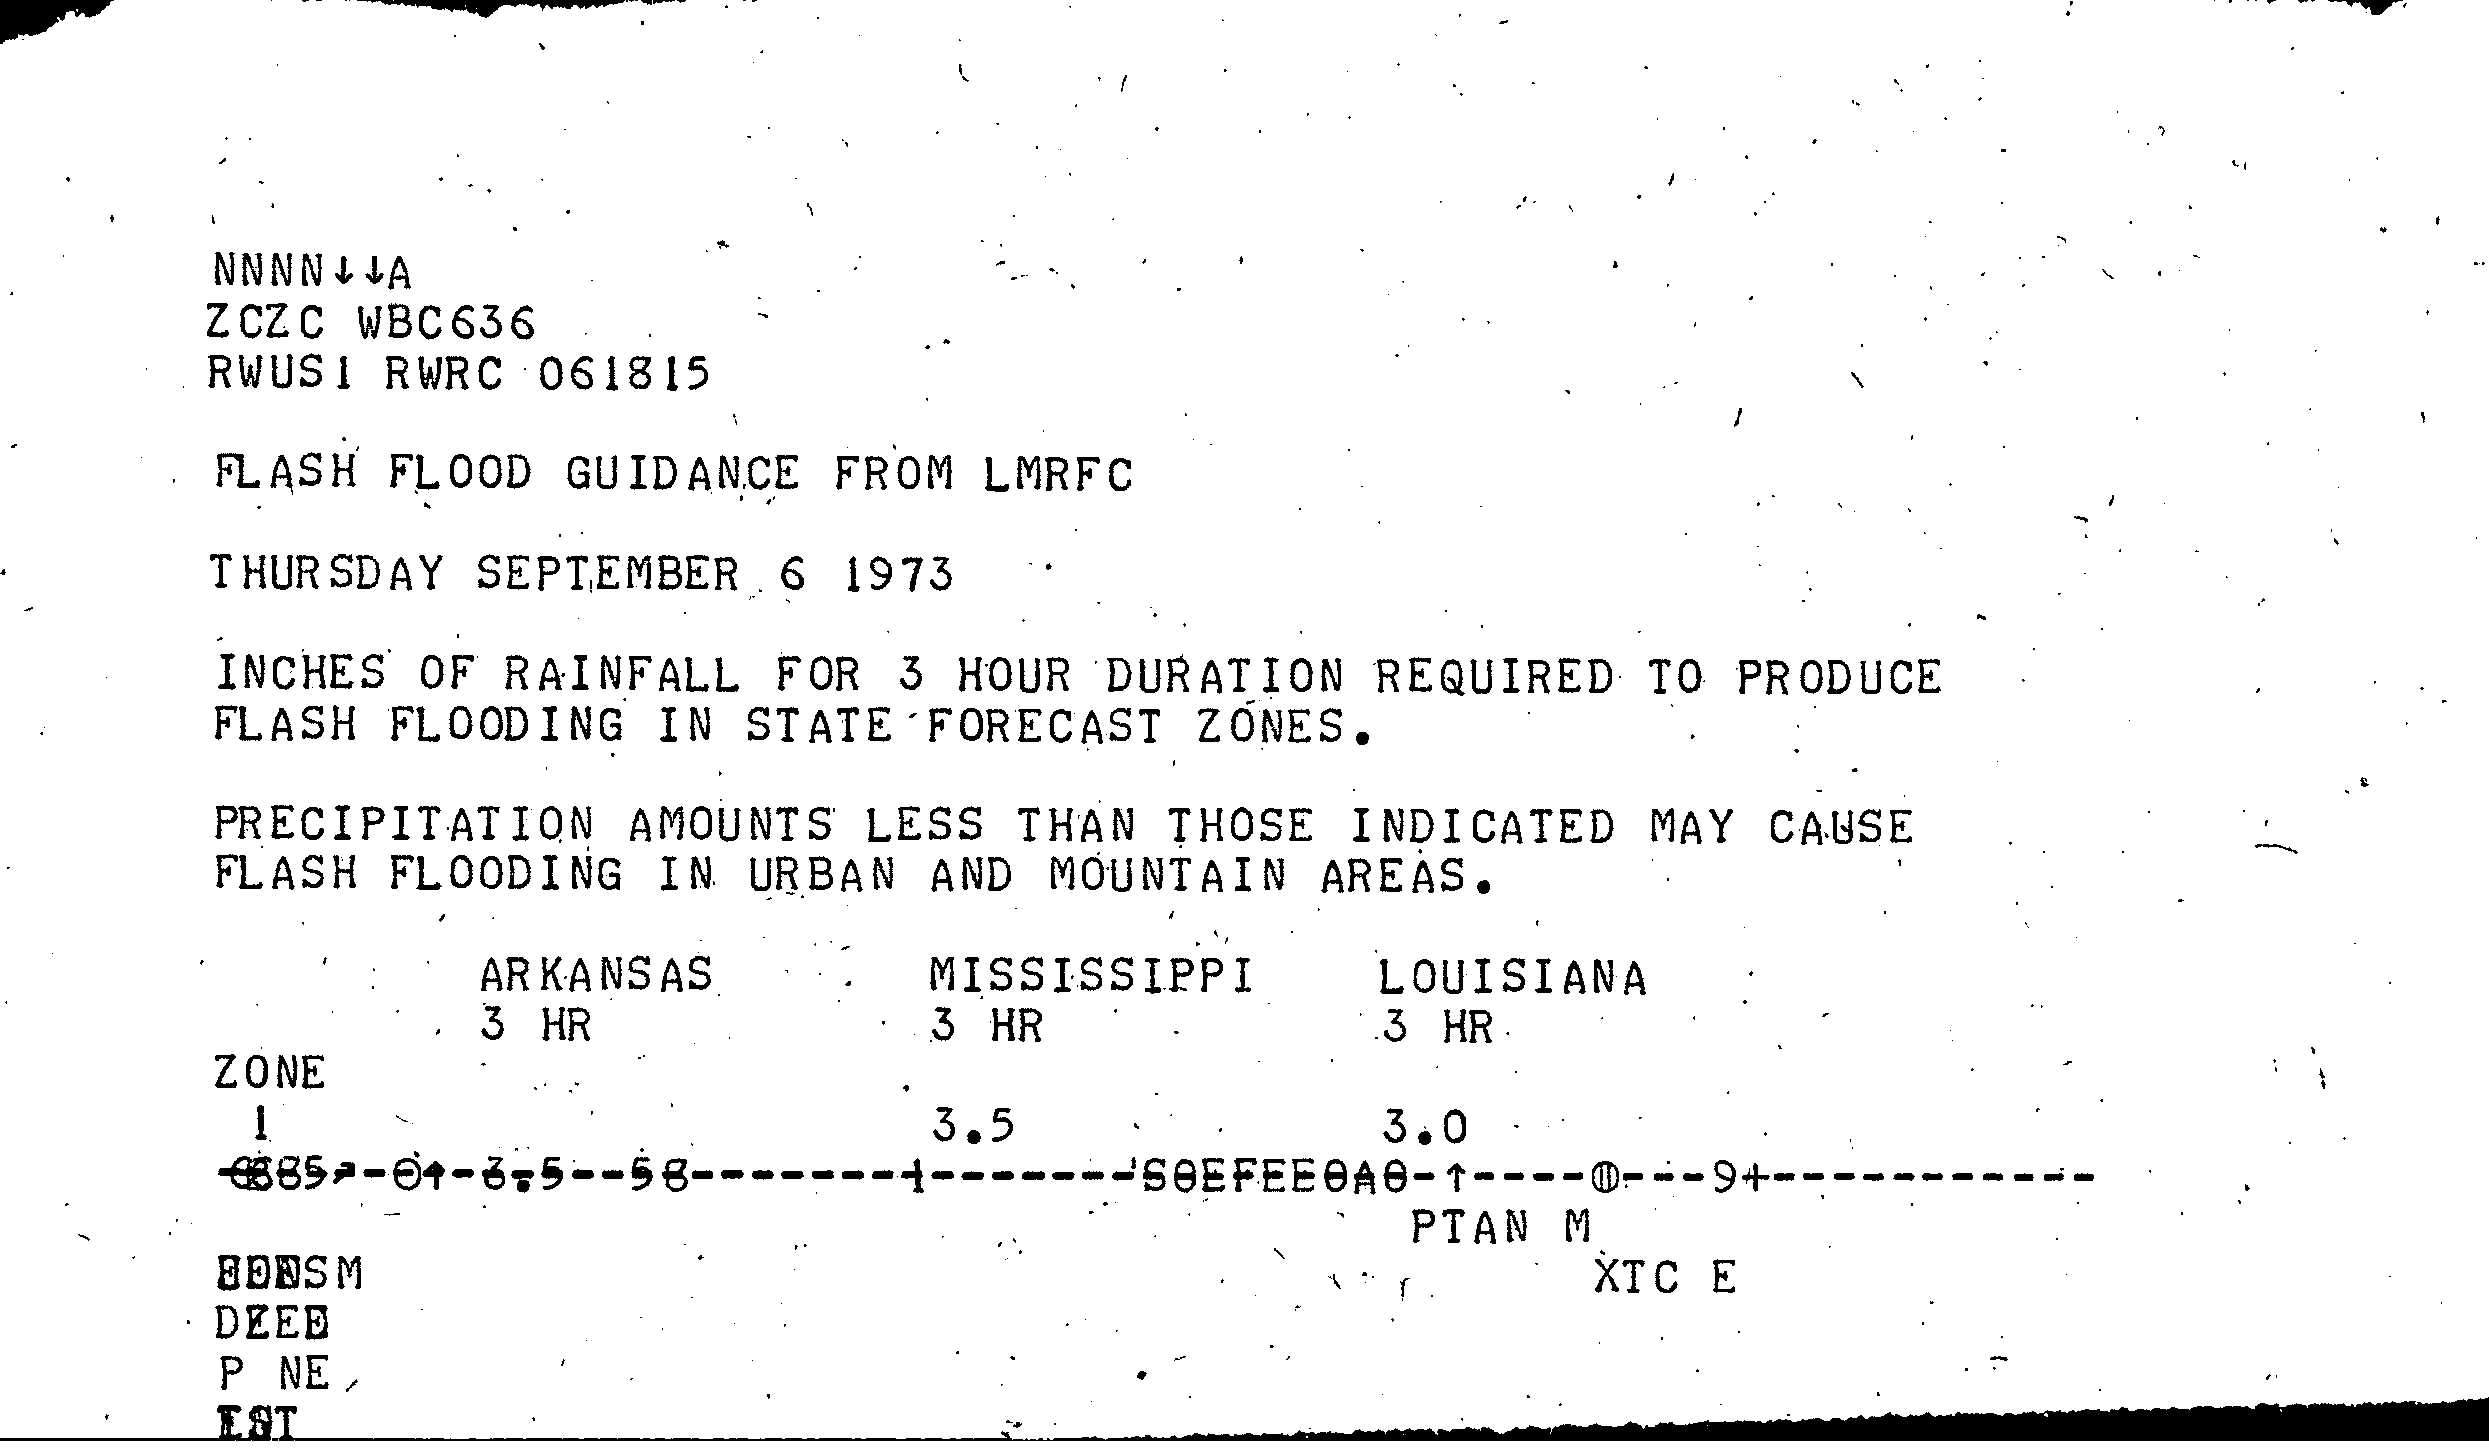 NNNN↓↓A
ZCZC WBC636
RWUS1 RWRC 061815
FLASH FLOOD GUIDANCE FROM LMRFC
THURSDAY SEPTEMBER 6 1973
INCHES OF RAINFALL FOR 3 HOUR DURATION REQUIRED TO PRODUCE
FLASH FLOODING IN STATE FORECAST ZONES.
PRECIPITATION AMOUNTS LESS THAN THOSE INDICATED MAY CAUSE
FLASH FLOODING IN URBAN AND MOUNTAIN AREAS.
ARKANSAS MISSISSIPPI LOUISIANA
3 HR 3 HR 3 HR
ZONE
1 3.5 3.0
PTAN M
XTC E
P NE